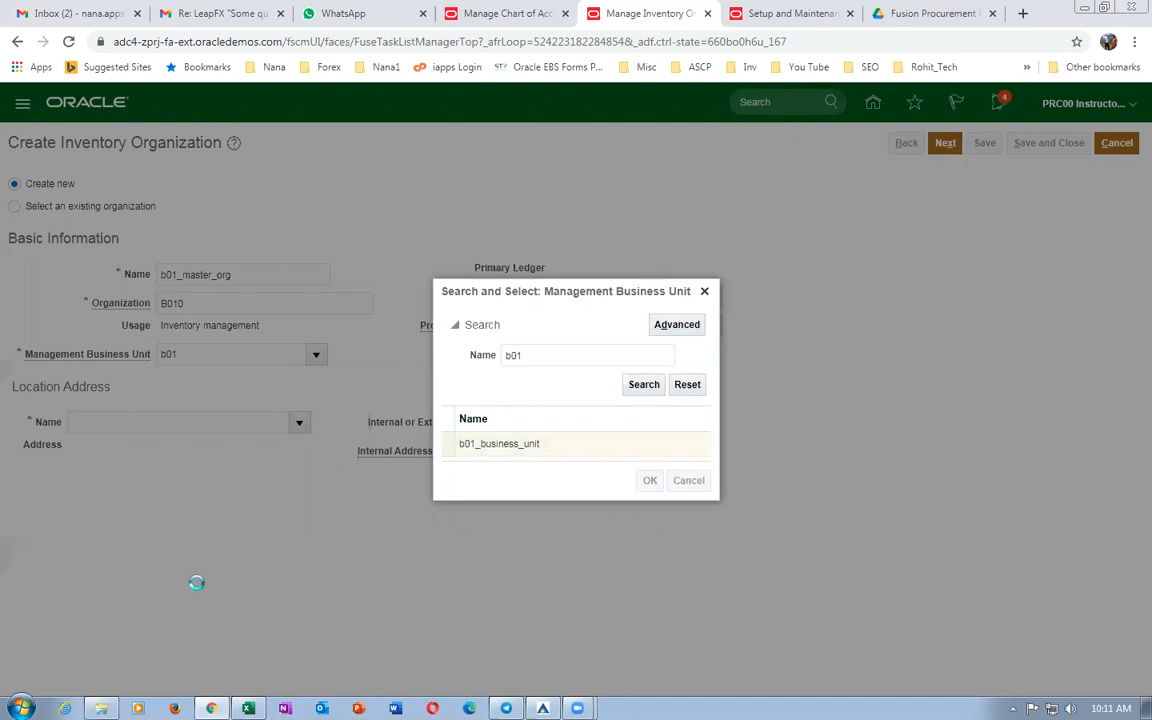 Inbox (2) - nana.apps
Re: LeapFX "Some qu
WhatsApp
Manage Chart of Acc
Manage Inventory Or
Setup and Maintenan
Fusion Procurement
adc4-zprj-fa-ext.oracledemos.com/fscmUI/faces/FuseTaskListManagerTop?_afrLoop=5242231822848548&_adf.ctrl-state=660bo0h6u_167
Apps
Suggested Sites
Bookmarks
Nana
Forex
Nana1
iapps Login
Oracle EBS Forms P...
Misc
ASCP
Inv
You Tube
SEO
Rohit_Tech
»
Other bookmarks
ORACLE
Search
4
PRC00 Instructo...
Create Inventory Organization ?
Back
Next
Save
Save and Close
Cancel
Create new
Select an existing organization
Basic Information
* Name b01_master_org
Primary Ledger
* Organization B010
Usage Inventory management
* Management Business Unit b01
Location Address
* Name
Internal or Ext
Address
Internal Address
Search and Select: Management Business Unit
Search
Advanced
Name b01
Search
Reset
Name
b01_business_unit
OK
Cancel
10:11 AM